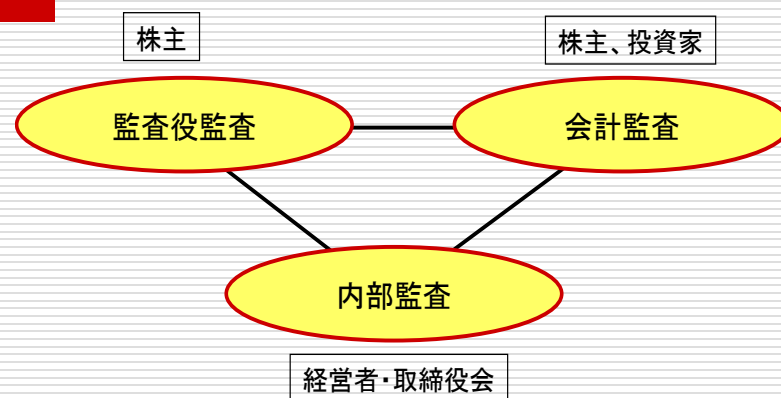 株主
株主、投資家
監査役監査
会計監査
内部監査
経営者・取締役会